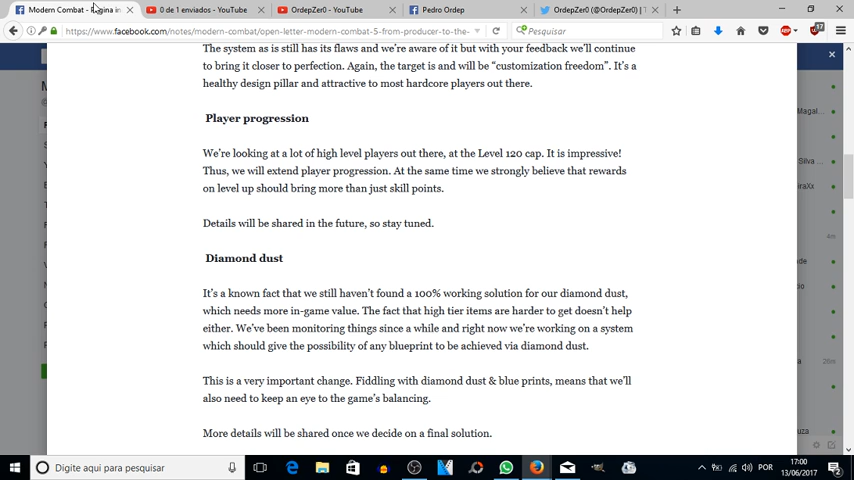 Modern Combat - Página in
0 de 1 enviados - YouTube
OrdepZer0 - YouTube
Pedro Ordep
OrdepZer0 (@OrdepZer0) | T
https://www.facebook.com/notes/modern-combat/open-letter-modern-combat-5-from-producer-to-the-
Pesquisar
17
The system as is still has its flaws and we're aware of it but with your feedback we'll continue
to bring it closer to perfection. Again, the target is and will be “customization freedom”. It's a
healthy design pillar and attractive to most hardcore players out there.
Player progression
We're looking at a lot of high level players out there, at the Level 120 cap. It is impressive!
Thus, we will extend player progression. At the same time we strongly believe that rewards
on level up should bring more than just skill points.
Details will be shared in the future, so stay tuned.
Diamond dust
It's a known fact that we still haven't found a 100% working solution for our diamond dust,
which needs more in-game value. The fact that high tier items are harder to get doesn't help
either. We've been monitoring things since a while and right now we're working on a system
which should give the possibility of any blueprint to be achieved via diamond dust.
This is a very important change. Fiddling with diamond dust & blue prints, means that we'll
also need to keep an eye to the game's balancing.
More details will be shared once we decide on a final solution.
Magal...
Silva ...
iraXx
4m
uza
Digite aqui para pesquisar
POR
17:00
13/06/2017
2